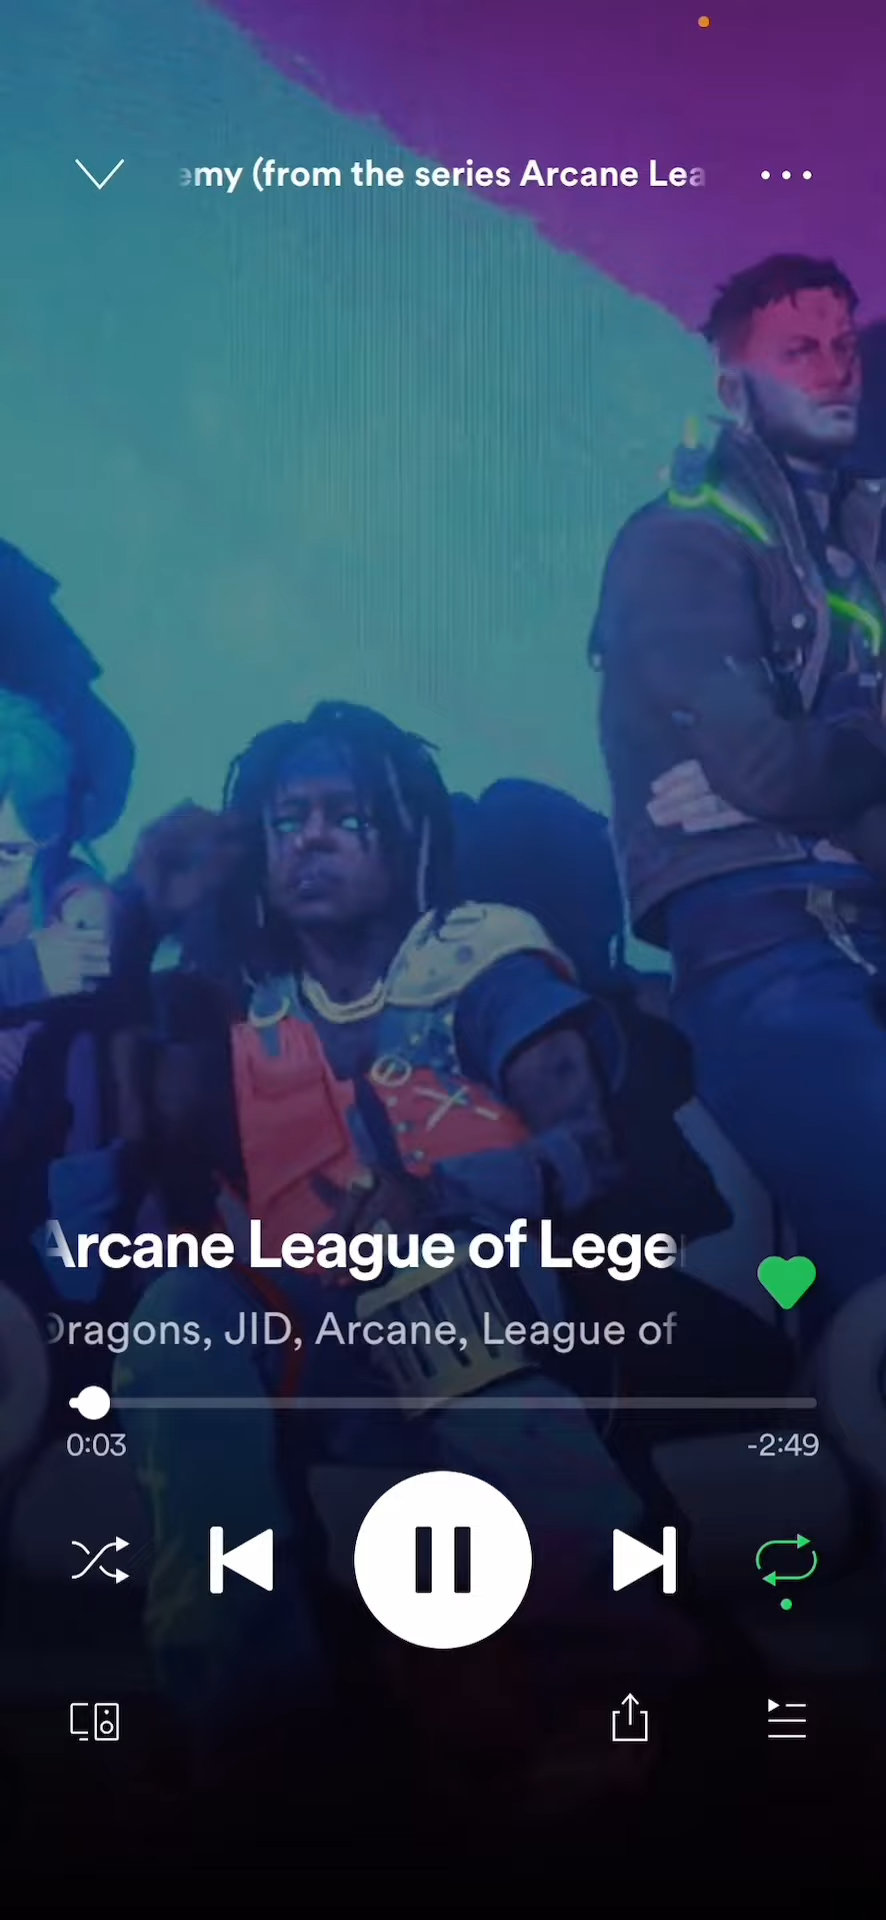 emy (from the series Arcane Lea
Arcane League of Lege
Dragons, JID, Arcane, League of
0:03
-2:49